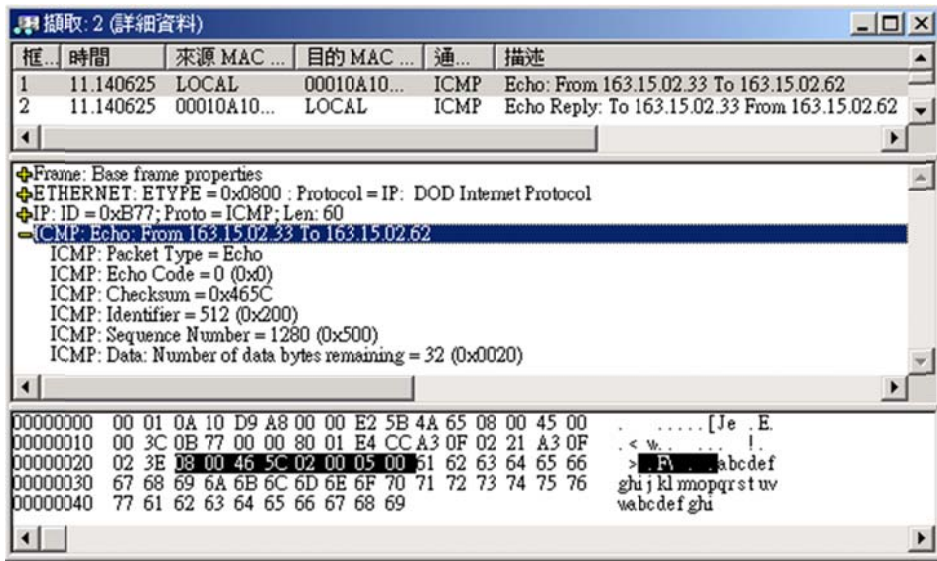 擷取: 2 (詳細資料)
框... 時間 來源 MAC ... 目的 MAC ... 通... 描述
1 11.140625 LOCAL 00010A10... ICMP Echo: From 163.15.02.33 To 163.15.02.62
2 11.140625 00010A10... LOCAL ICMP Echo Reply: To 163.15.02.33 From 163.15.02.62
Frame: Base frame properties
ETHERNET: ETYPE = 0x0800 : Protocol = IP: DOD Internet Protocol
IP: ID = 0xB77; Proto = ICMP; Len: 60
ICMP: Echo: From 163.15.02.33 To 163.15.02.62
ICMP: Packet Type = Echo
ICMP: Echo Code = 0 (0x0)
ICMP: Checksum = 0x465C
ICMP: Identifier = 512 (0x200)
ICMP: Sequence Number = 1280 (0x500)
ICMP: Data: Number of data bytes remaining = 32 (0x0020)
00000000 00 01 0A 10 D9 A8 00 00 E2 5B 4A 65 08 00 45 00 . .....[Je .E.
00000010 00 3C 0B 77 00 00 80 01 E4 CC A3 0F 02 21 A3 0F .< w.. ... . !.
00000020 02 3E 08 00 46 5C 02 00 05 00 61 62 63 64 65 66 > . F\ . . abcdef
00000030 67 68 69 6A 6B 6C 6D 6E 6F 70 71 72 73 74 75 76 ghijklmnopqrstuv
00000040 77 61 62 63 64 65 66 67 68 69 wabcdefghi